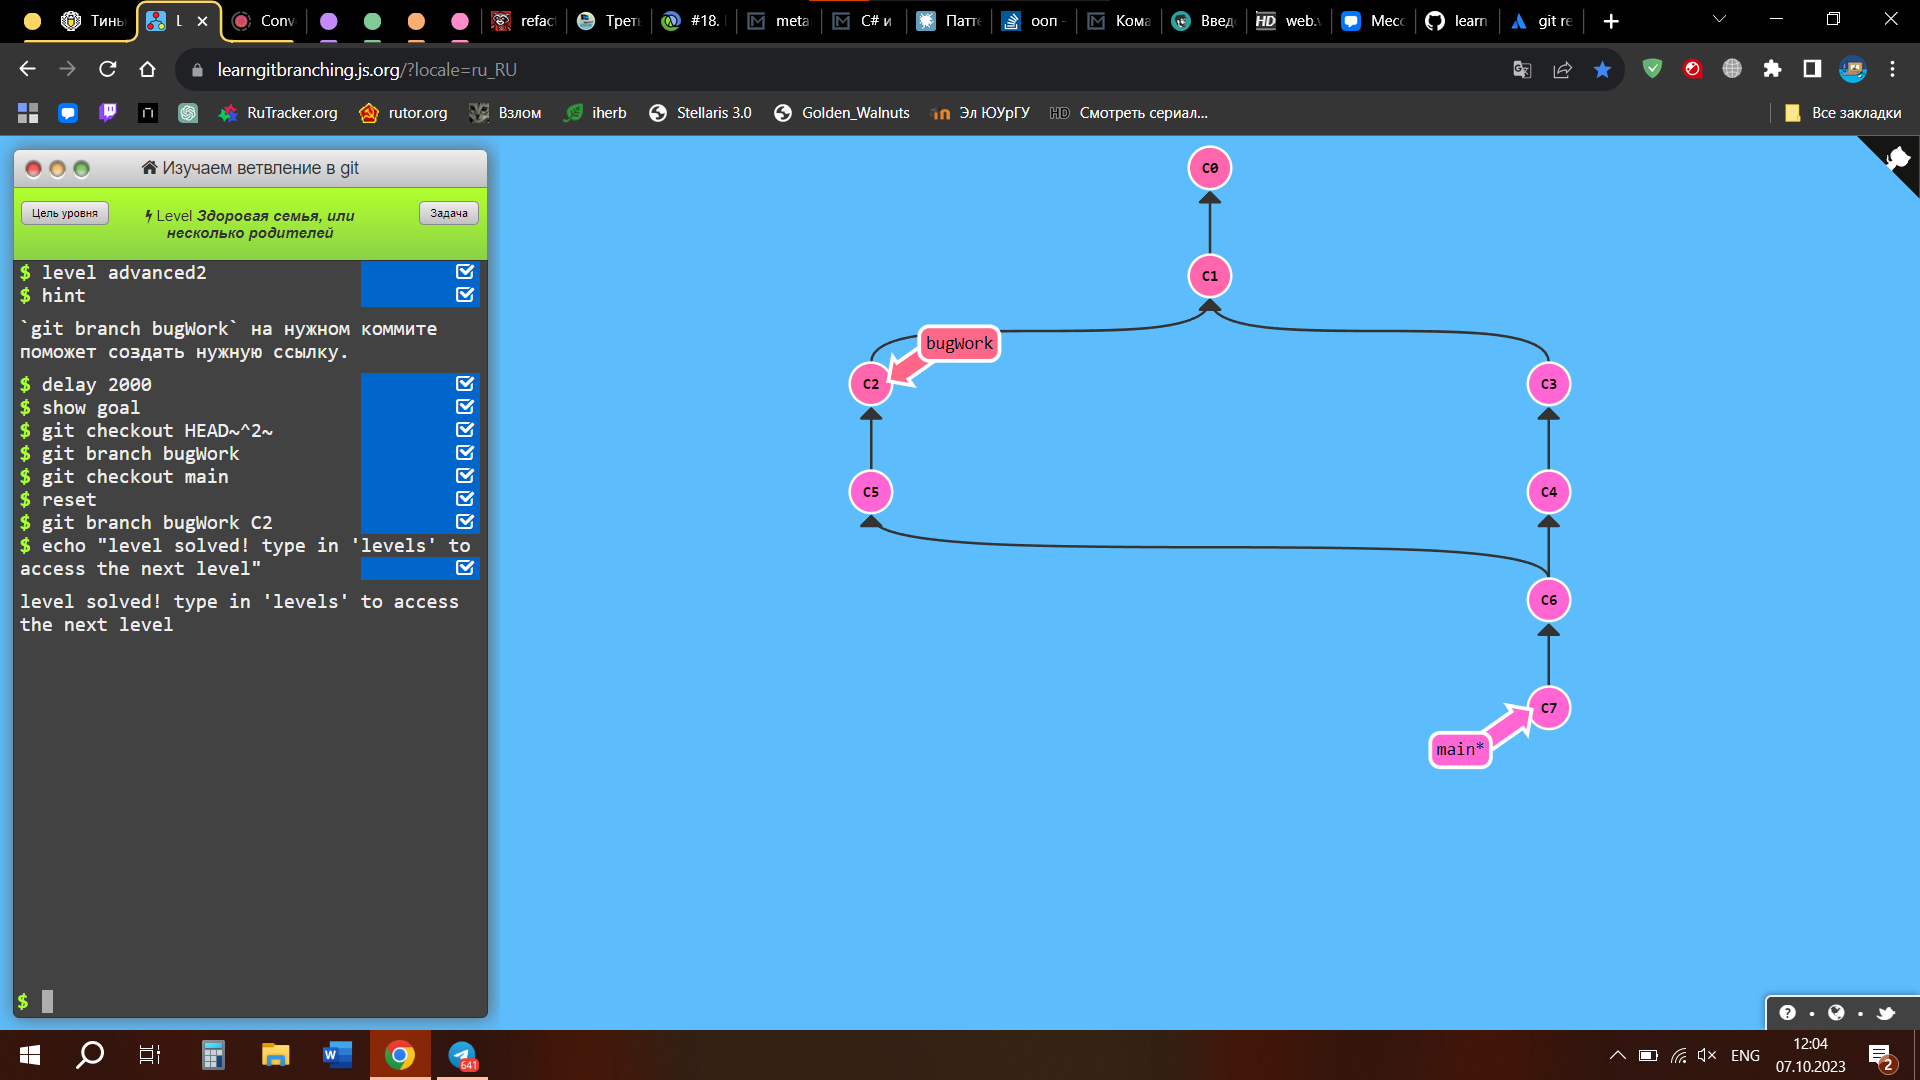 Тинь
L
Conv
refac
Треть
#18.
meta
C# и
Патте
ооп -
Кома
Введ
HD web.
Месс
learn
git re
learngitbranching.js.org/?locale=ru_RU
RuTracker.org
rutor.org
Взлом
iherb
Stellaris 3.0
Golden_Walnuts
Эл ЮУрГУ
HD Смотреть сериал...
Все закладки
Изучаем ветвление в git
Цель уровня
Level Здоровая семья, или
несколько родителей
Задача
$ level advanced2
$ hint
`git branch bugWork` на нужном коммите
поможет создать нужную ссылку.
$ delay 2000
$ show goal
$ git checkout HEAD~^2~
$ git branch bugWork
$ git checkout main
$ reset
$ git branch bugWork C2
$ echo "level solved! type in 'levels' to
access the next level"
level solved! type in 'levels' to access
the next level
$
C0
C1
bugWork
C2
C3
C5
C4
C6
C7
main*
641
ENG
12:04
07.10.2023
2